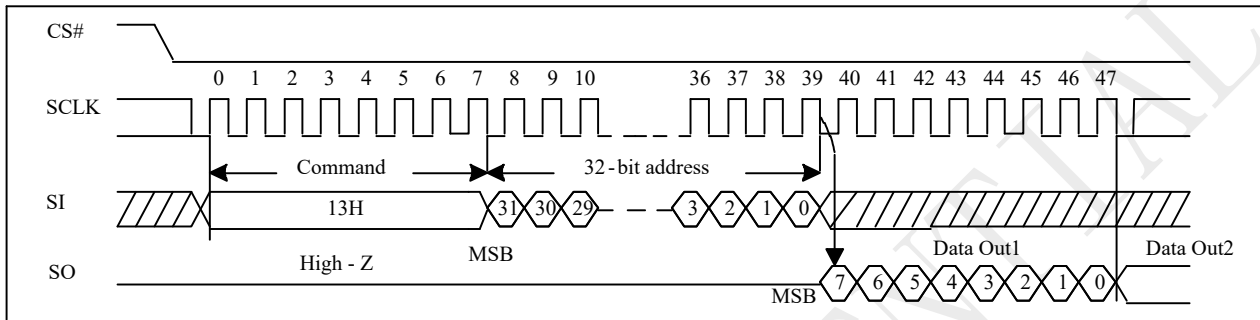 CS#
0 1 2 3 4 5 6 7 8 9 10 36 37 38 39 40 41 42 43 44 45 46 47
SCLK
Command 32-bit address
SI 13H 31 30 29 3 2 1 0
High - Z MSB Data Out1 Data Out2
SO MSB 7 6 5 4 3 2 1 0